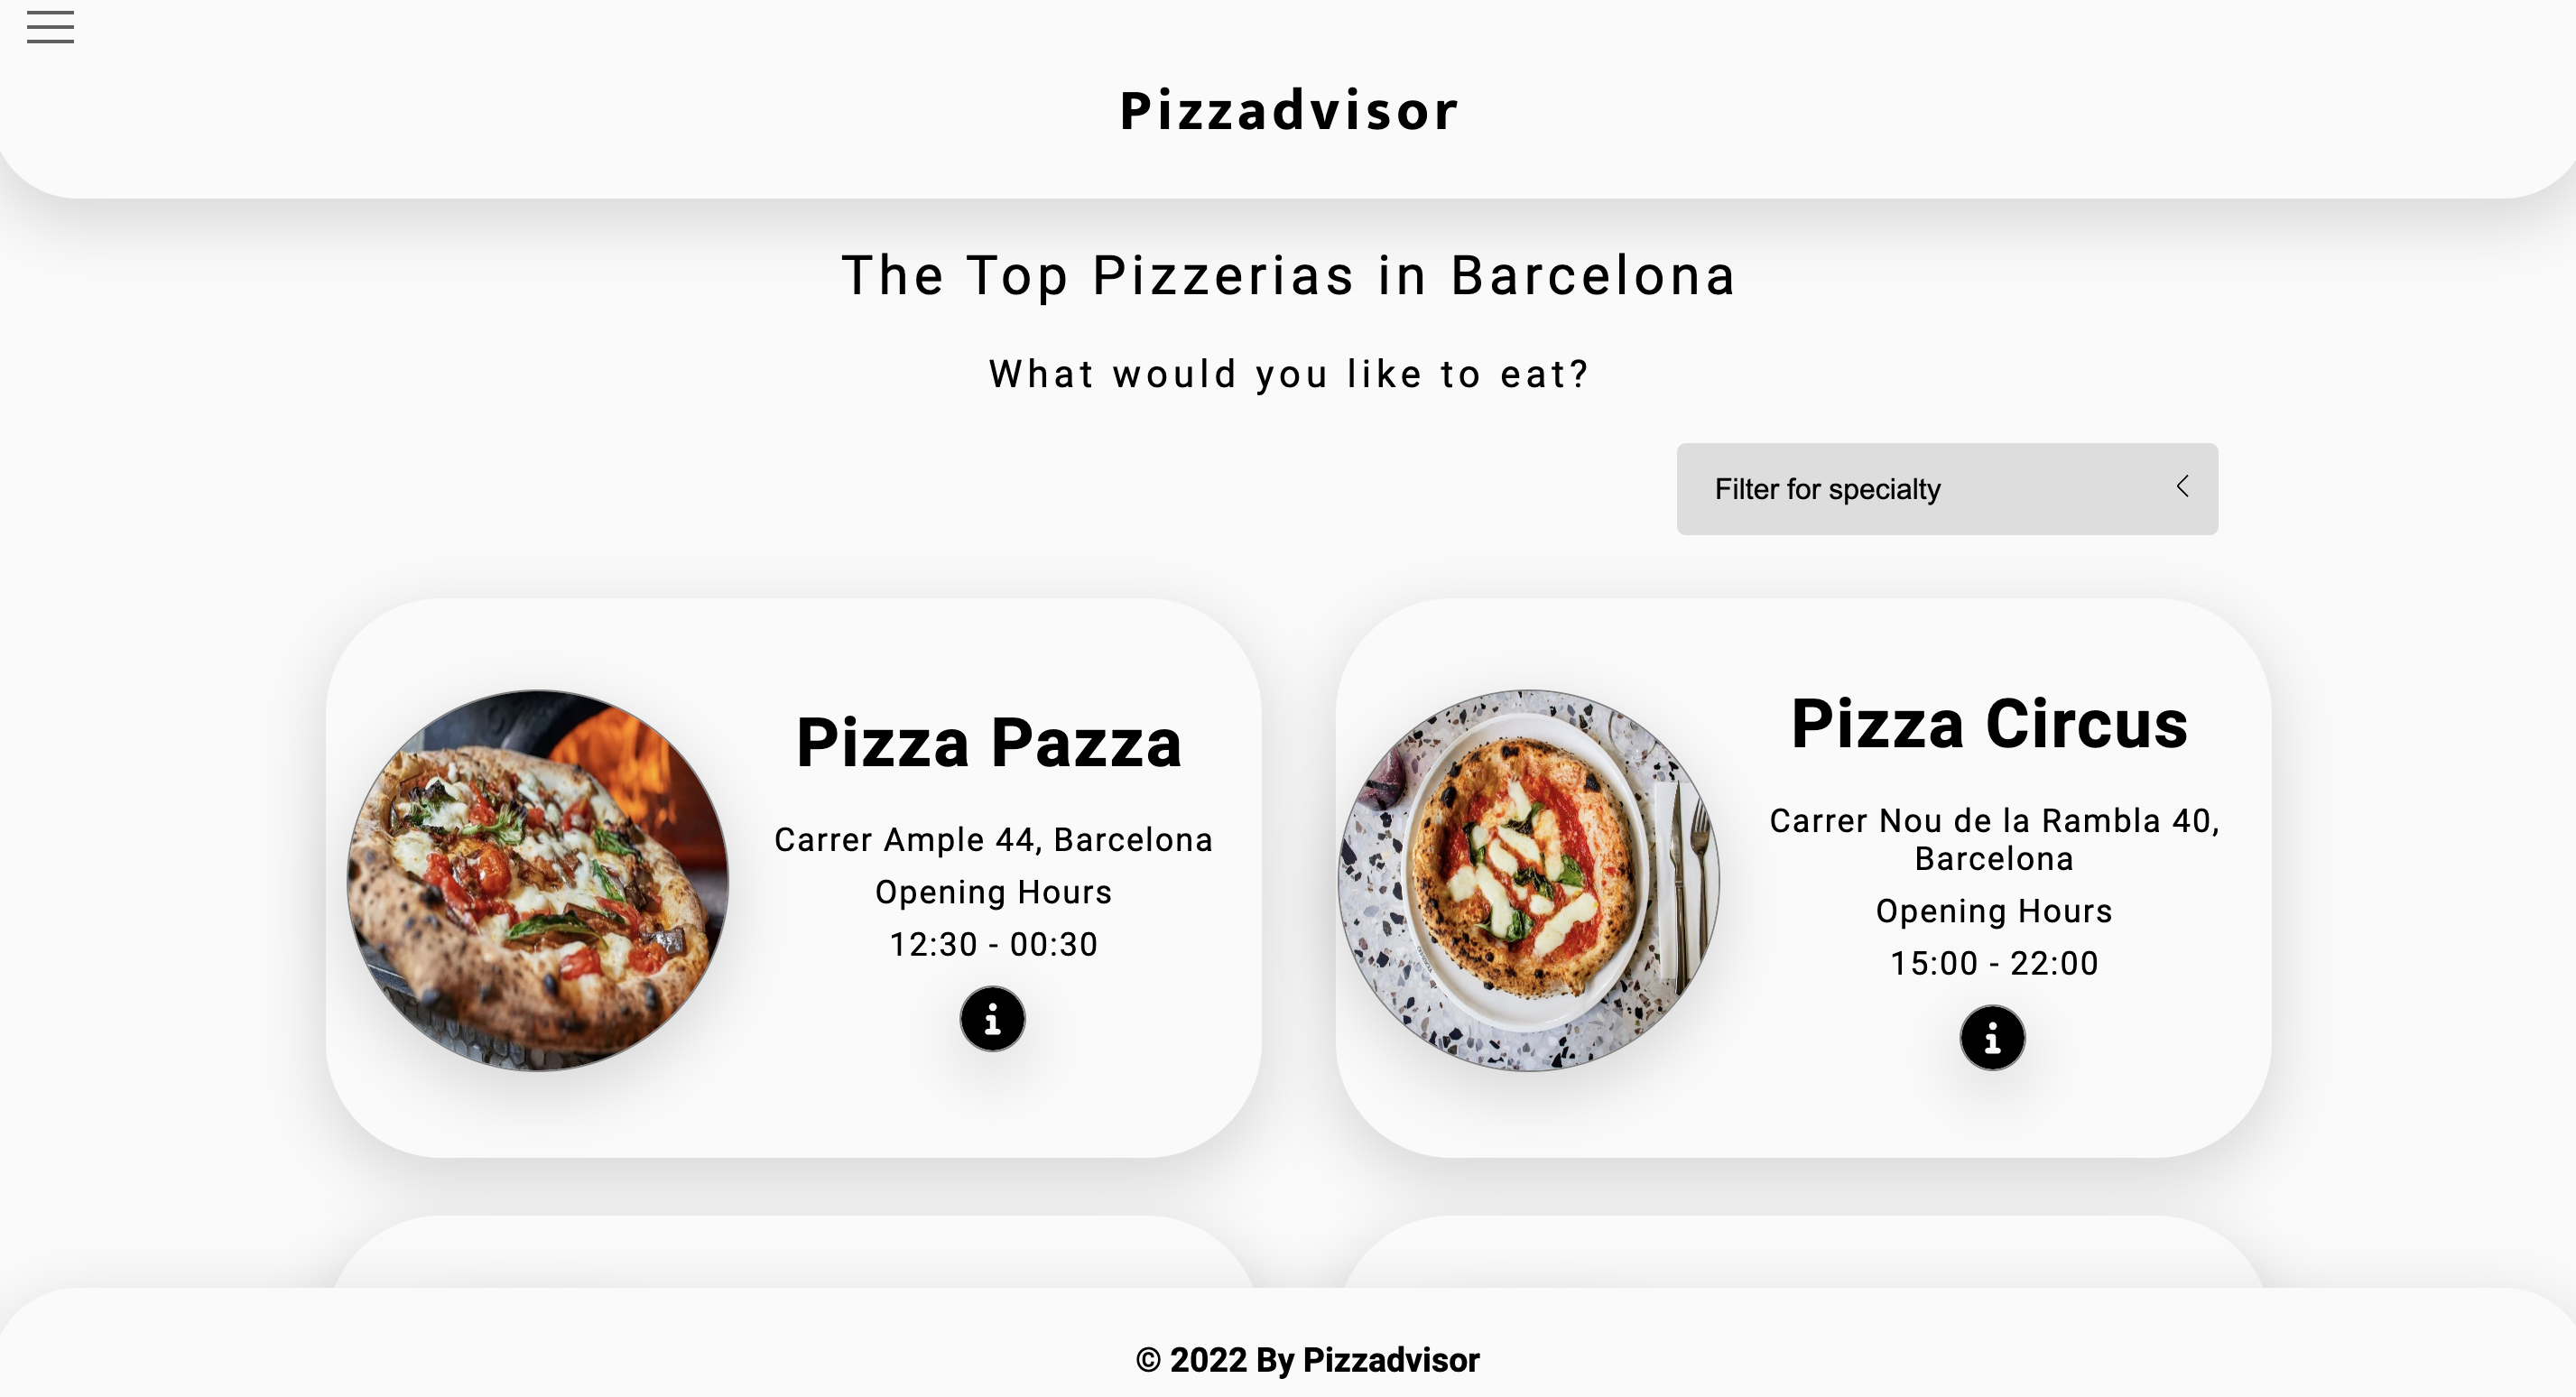 Pizzadvisor
The Top Pizzerias in Barcelona
What would you like to eat?
Filter for specialty
Pizza Pazza
Carrer Ample 44, Barcelona
Opening Hours
12:30 - 00:30
Pizza Circus
Carrer Nou de la Rambla 40,
Barcelona
Opening Hours
15:00 - 22:00
© 2022 By Pizzadvisor